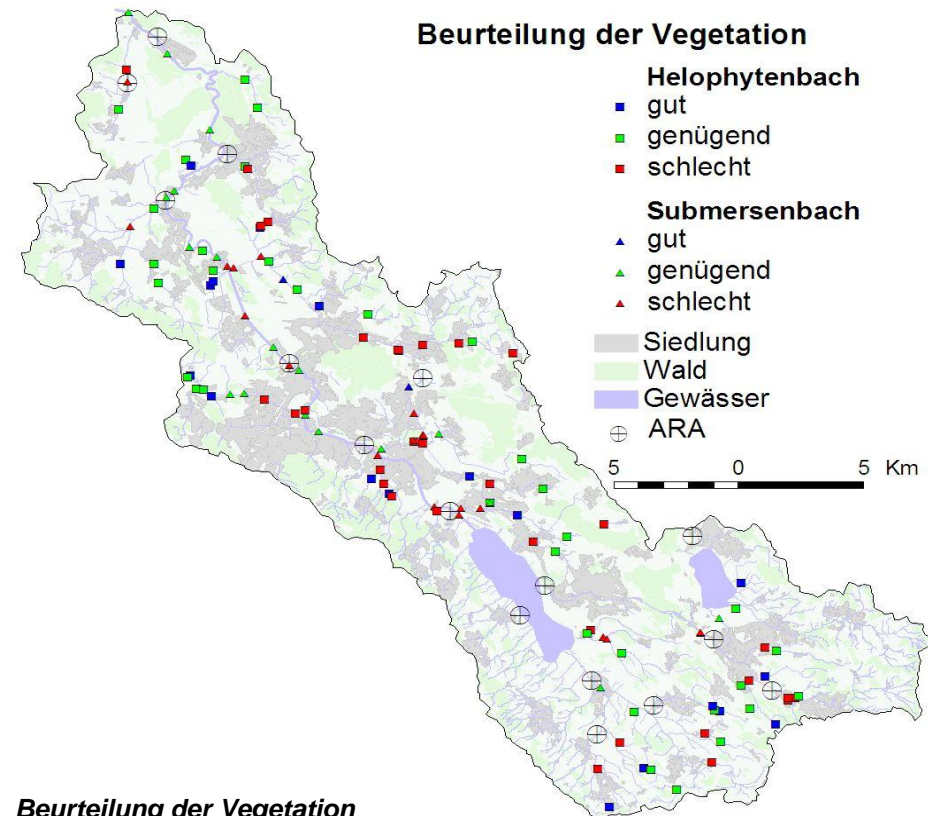 Beurteilung der Vegetation
Helophytenbach
gut
genügend
schlecht
Submersenbach
gut
genügend
schlecht
Siedlung
Wald
Gewässer
ARA
5 0 5 Km
Beurteilung der Vegetation